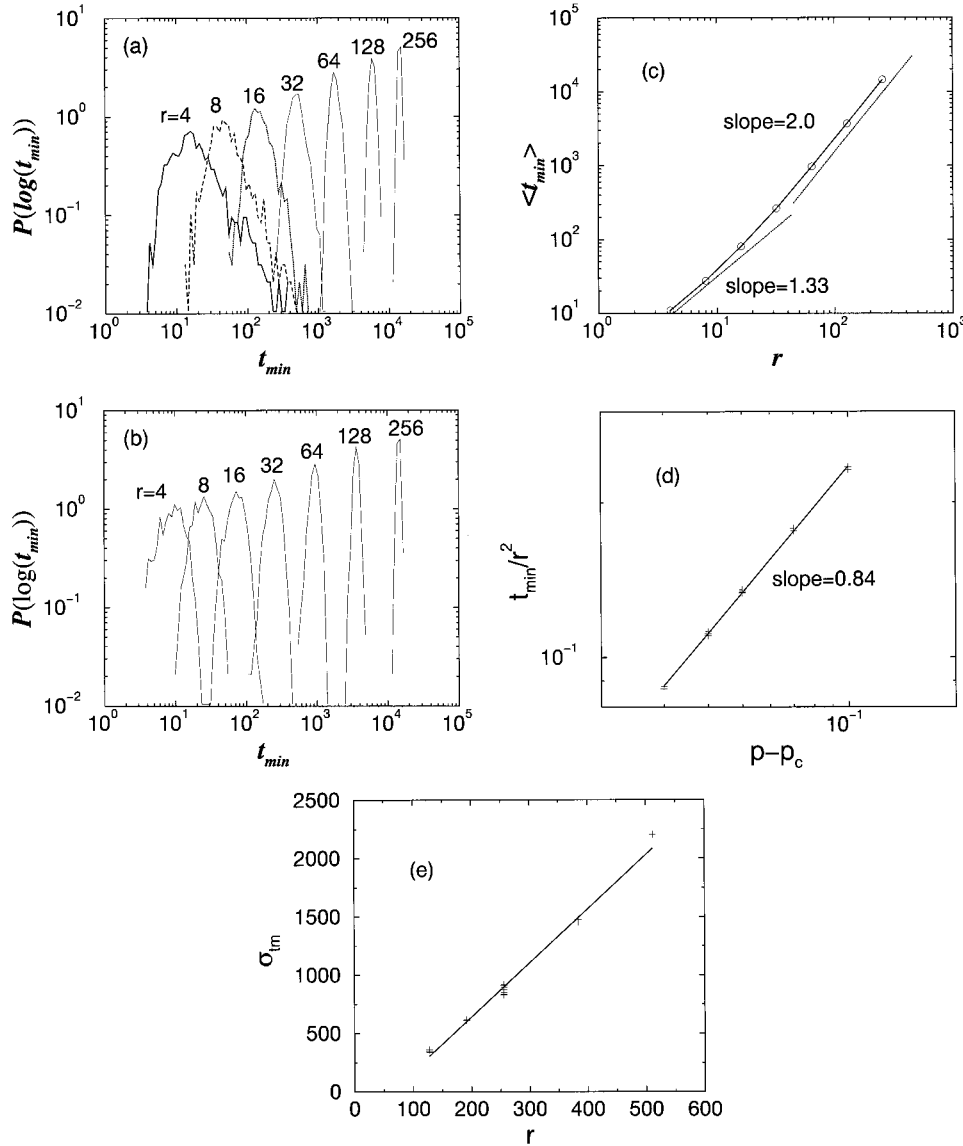 (a)
r=4
8
16
32
64
128
256
10^1
10^0
10^-1
10^-2
P(log(t_min))
10^0 10^1 10^2 10^3 10^4 10^5
t_min
(c)
slope=2.0
slope=1.33
10^5
10^4
10^3
10^2
10^1
<t_min>
10^0 10^1 10^2 10^3
r
(b)
r=4
8
16
32
64
128
256
10^1
10^0
10^-1
10^-2
P(log(t_min))
10^0 10^1 10^2 10^3 10^4 10^5
t_min
(d)
slope=0.84
t_min/r^2
10^-1
10^-1
p-p_c
(e)
2500
2000
1500
1000
500
0
σ_tm
0 100 200 300 400 500 600
r